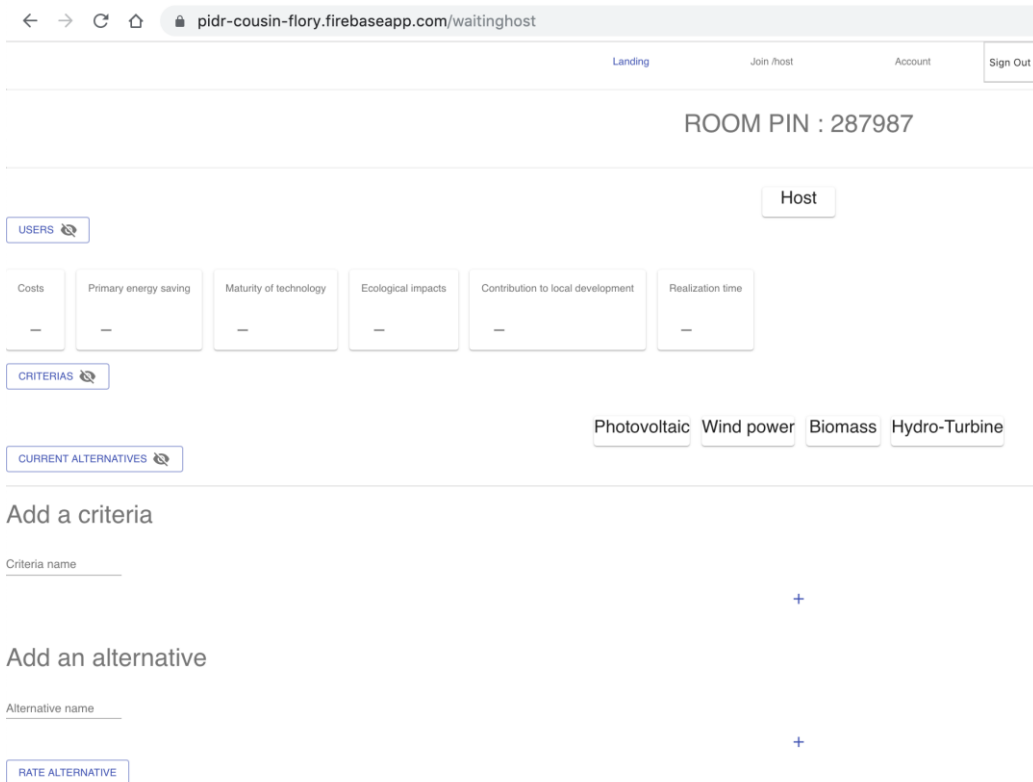 pidr-cousin-flory.firebaseapp.com/waitinghost
Landing Join /host Account Sign Out
ROOM PIN : 287987
Host
USERS
Costs Primary energy saving Maturity of technology Ecological impacts Contribution to local development Realization time
– – – – – –
CRITERIAS
Photovoltaic Wind power Biomass Hydro-Turbine
CURRENT ALTERNATIVES
Add a criteria
Criteria name
+
Add an alternative
Alternative name
+
RATE ALTERNATIVE